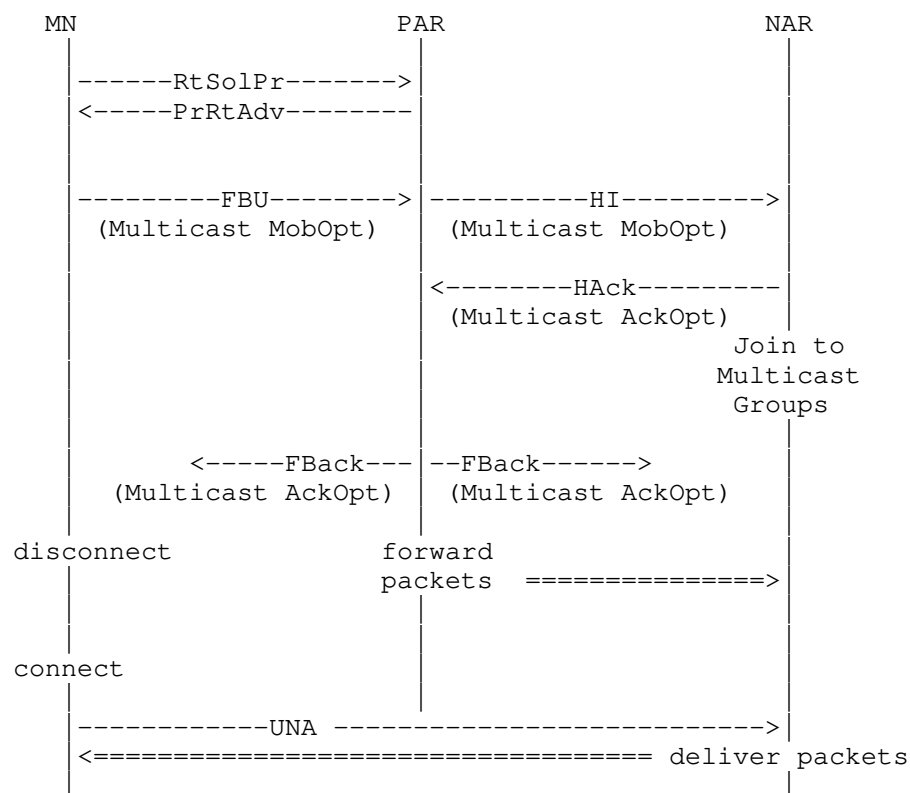 MN PAR NAR
------RtSolPr------->
<-----PrRtAdv--------
---------FBU--------> ----------HI--------->
(Multicast MobOpt) (Multicast MobOpt)
<--------HAck---------
(Multicast AckOpt)
Join to
Multicast
Groups
<-----FBack--- --FBack------>
(Multicast AckOpt) (Multicast AckOpt)
disconnect forward
packets ===============>
connect
------------UNA --------------------------->
<=================================== deliver packets